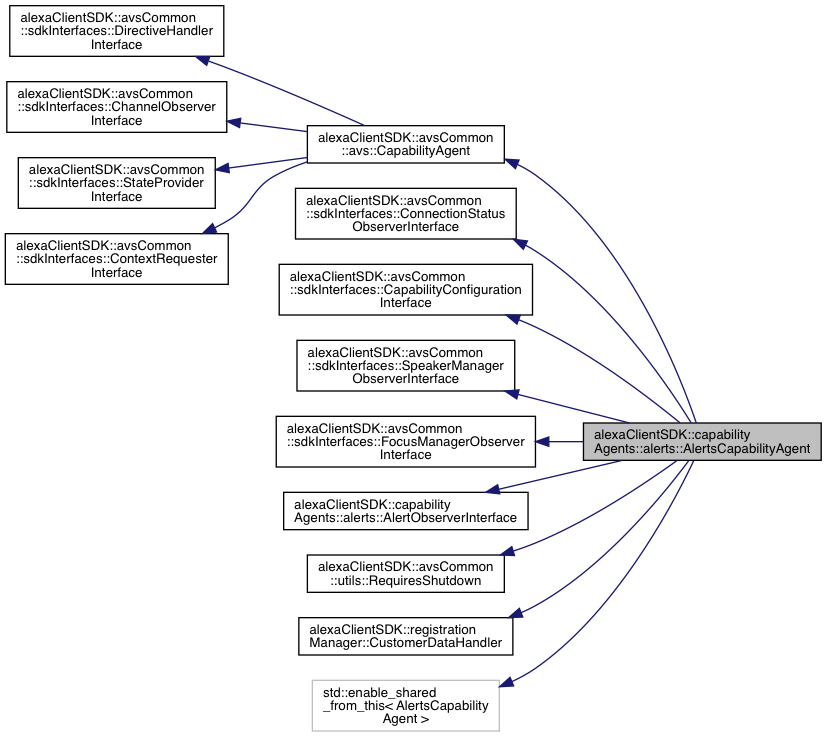 alexaClientSDK::avsCommon
::sdkInterfaces::DirectiveHandler
Interface
alexaClientSDK::avsCommon
::sdkInterfaces::ChannelObserver
Interface
alexaClientSDK::avsCommon
::sdkInterfaces::StateProvider
Interface
alexaClientSDK::avsCommon
::sdkInterfaces::ContextRequester
Interface
alexaClientSDK::avsCommon
::avs::CapabilityAgent
alexaClientSDK::avsCommon
::sdkInterfaces::ConnectionStatus
ObserverInterface
alexaClientSDK::avsCommon
::sdkInterfaces::CapabilityConfiguration
Interface
alexaClientSDK::avsCommon
::sdkInterfaces::SpeakerManager
ObserverInterface
alexaClientSDK::avsCommon
::sdkInterfaces::FocusManagerObserver
Interface
alexaClientSDK::capability
Agents::alerts::AlertObserverInterface
alexaClientSDK::avsCommon
::utils::RequiresShutdown
alexaClientSDK::registration
Manager::CustomerDataHandler
std::enable_shared
_from_this< AlertsCapability
Agent >
alexaClientSDK::capability
Agents::alerts::AlertsCapabilityAgent